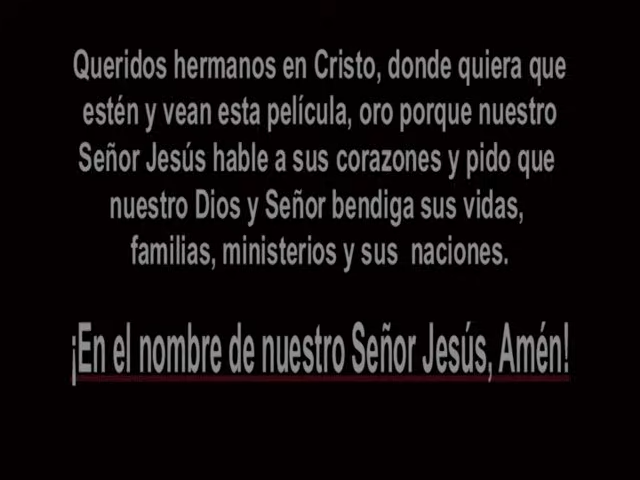 Queridos hermanos en Cristo, donde quiera que
estén y vean esta película, oro porque nuestro
Señor Jesús hable a sus corazones y pido que
nuestro Dios y Señor bendiga sus vidas,
familias, ministerios y sus naciones.
¡En el nombre de nuestro Señor Jesús, Amén!